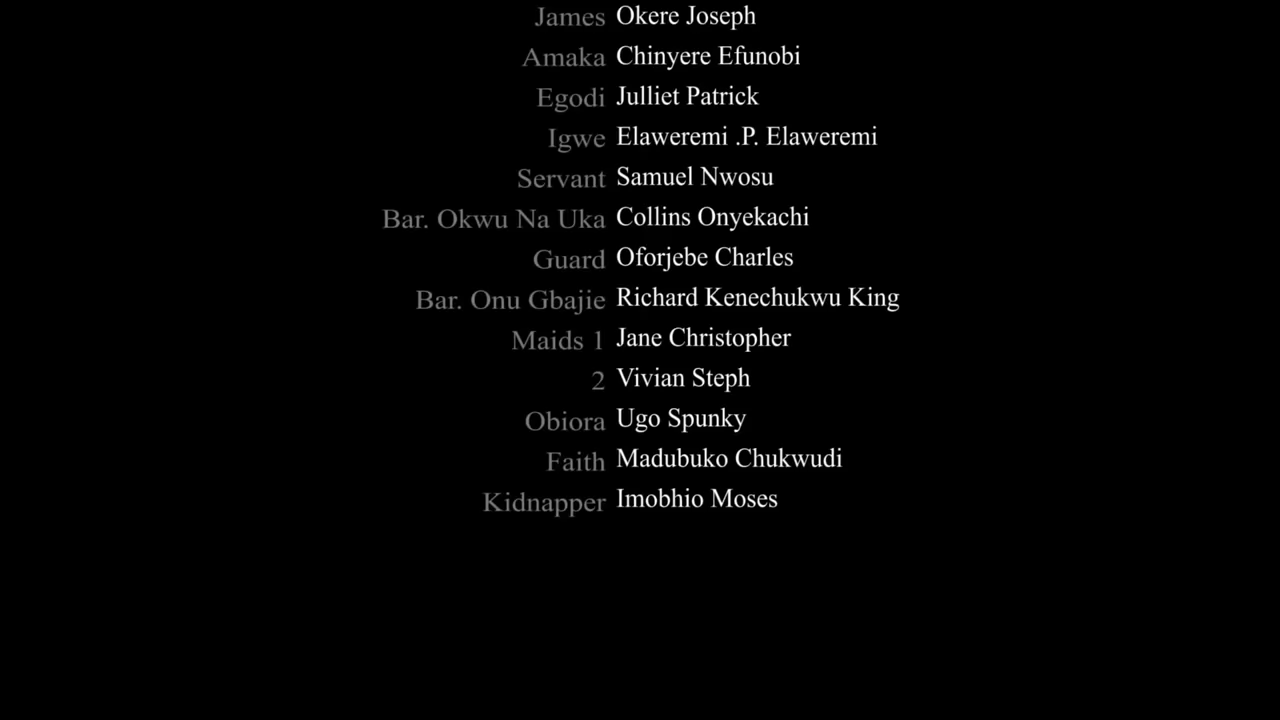 James Okere Joseph
Amaka Chinyere Efunobi
Egodi Julliet Patrick
Igwe Elaweremi .P. Elaweremi
Servant Samuel Nwosu
Bar. Okwu Na Uka Collins Onyekachi
Guard Oforjebe Charles
Bar. Onu Gbajie Richard Kenechukwu King
Maids 1 Jane Christopher
2 Vivian Steph
Obiora Ugo Spunky
Faith Madubuko Chukwudi
Kidnapper Imobhio Moses